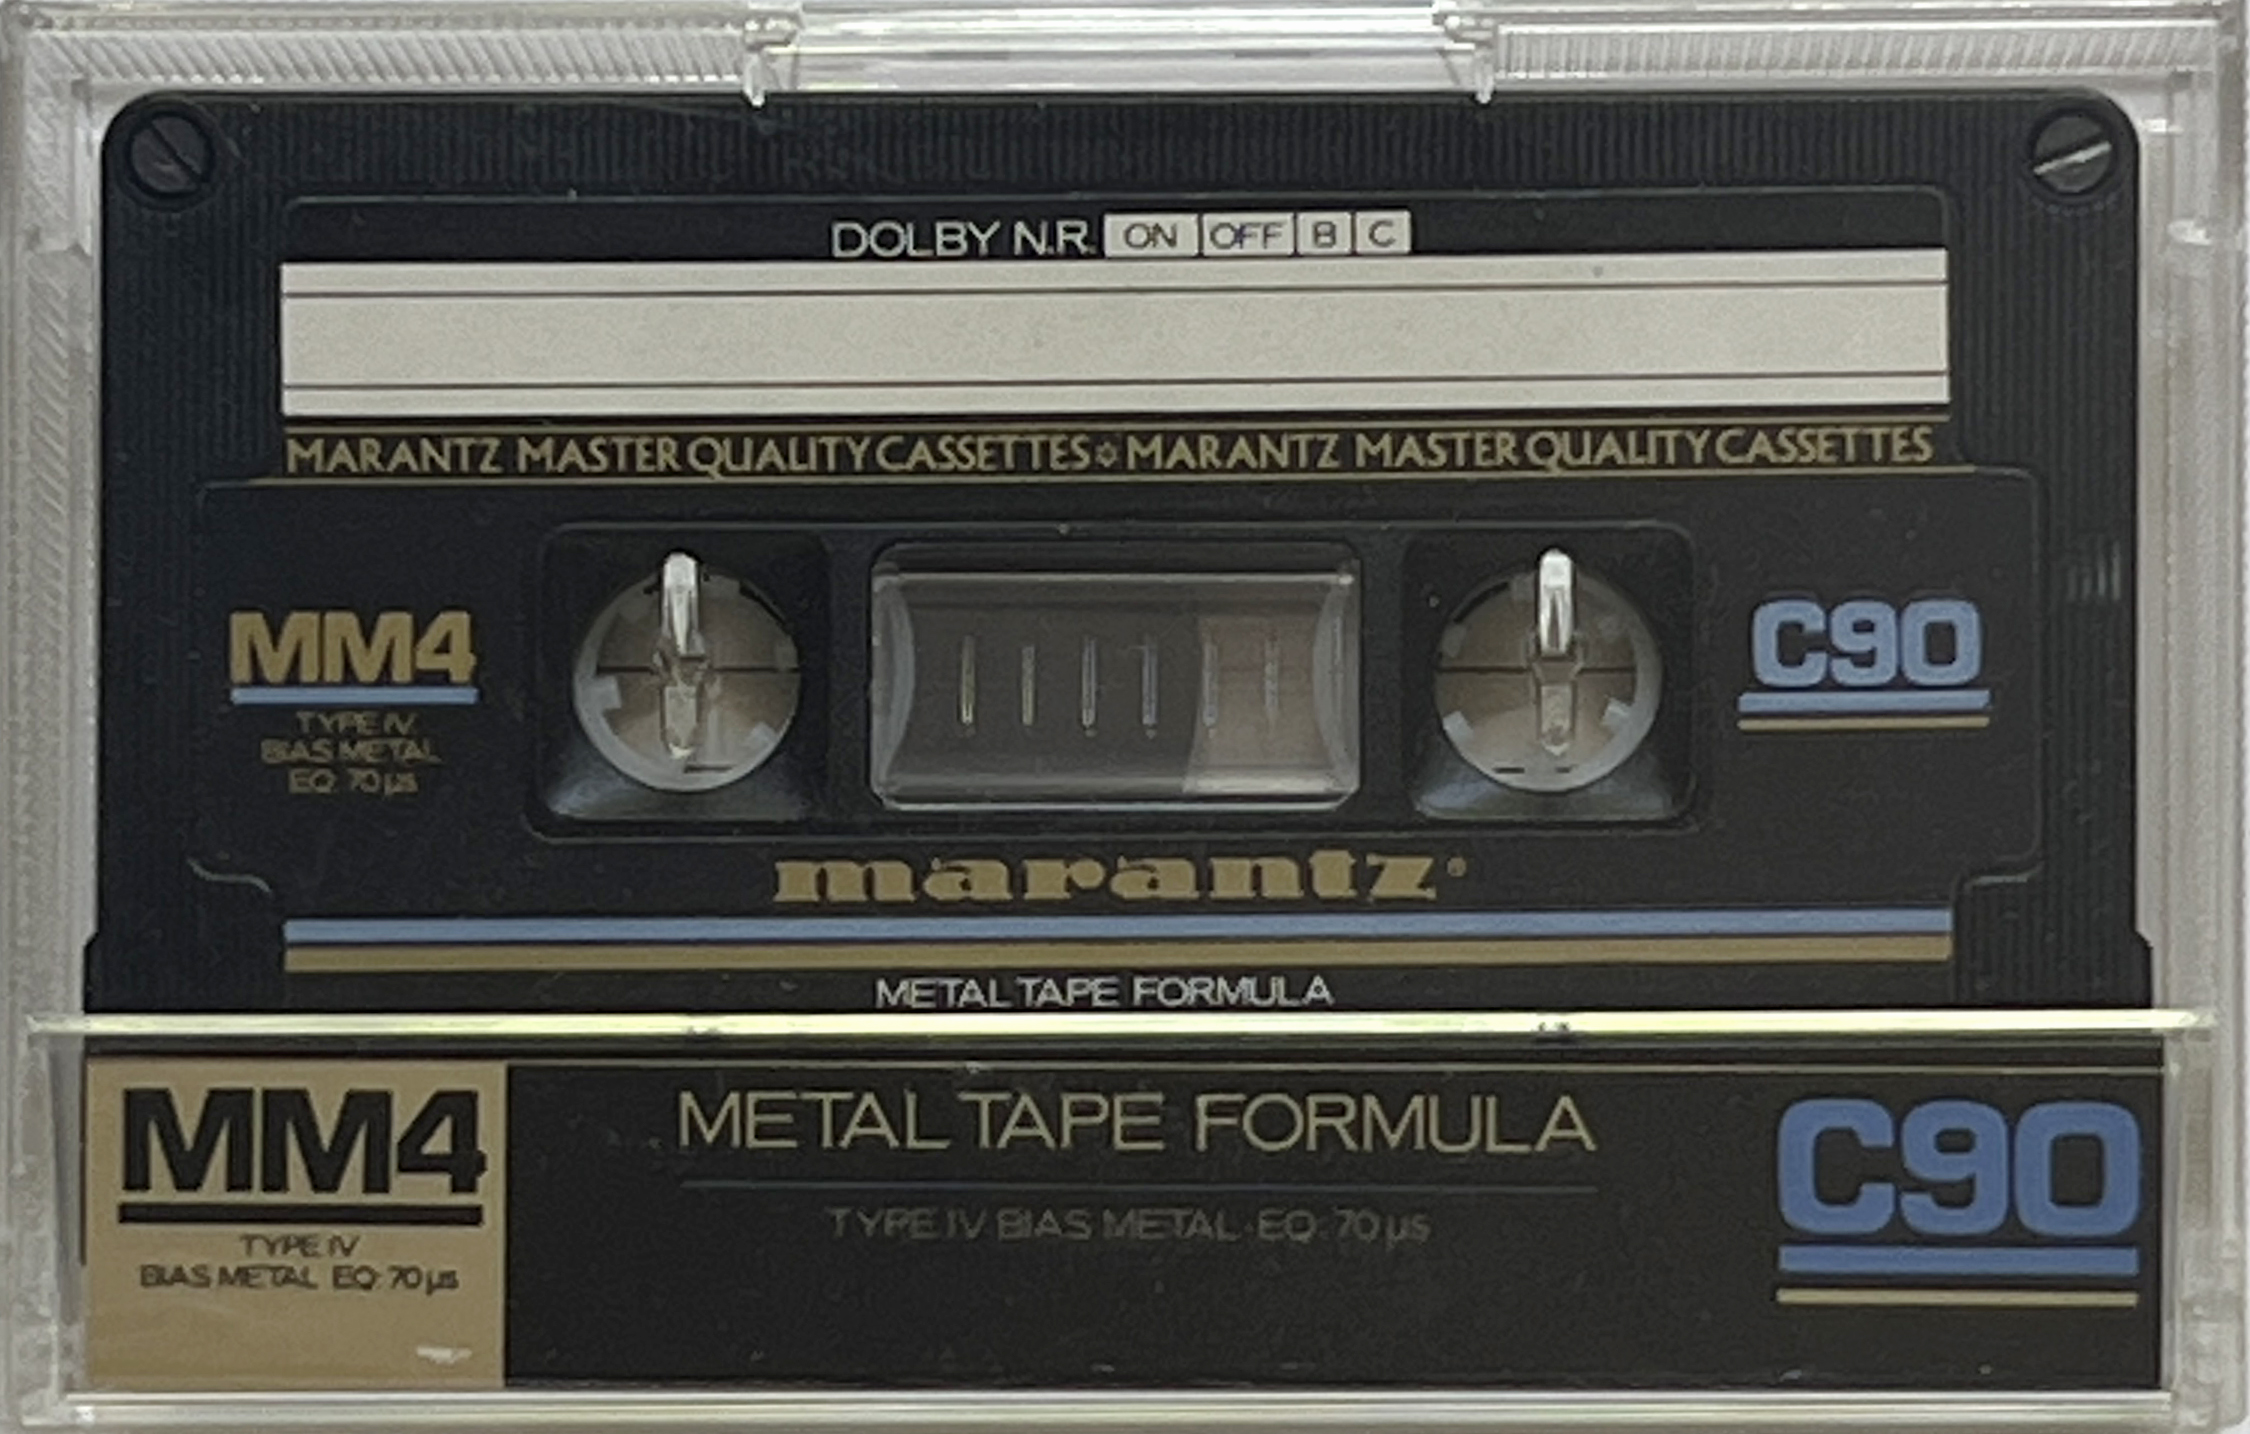 DOLBY N.R. ON OFF B C
MARANTZ MASTER QUALITY CASSETTES✡MARANTZ MASTER QUALITY CASSETTES
MM4
TYPE IV
BIAS METAL
EQ: 70 µs
C90
marantz
METAL TAPE FORMULA
MM4
TYPE IV
BIAS METAL EQ: 70 µs
METAL TAPE FORMULA
TYPE IV BIAS METAL·EQ: 70 µs
C90